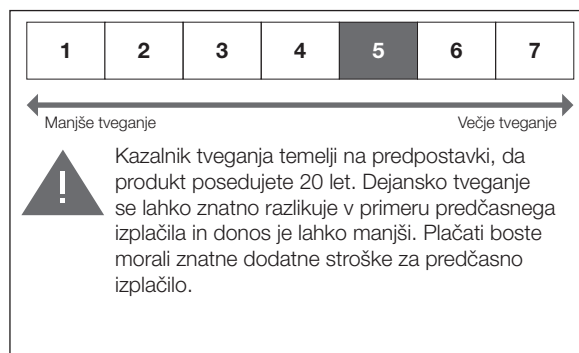 1 2 3 4 5 6 7
Manjše tveganje Večje tveganje
!
Kazalnik tveganja temelji na predpostavki, da
produkt posedujete 20 let. Dejansko tveganje
se lahko znatno razlikuje v primeru predčasnega
izplačila in donos je lahko manjši. Plačati boste
morali znatne dodatne stroške za predčasno
izplačilo.